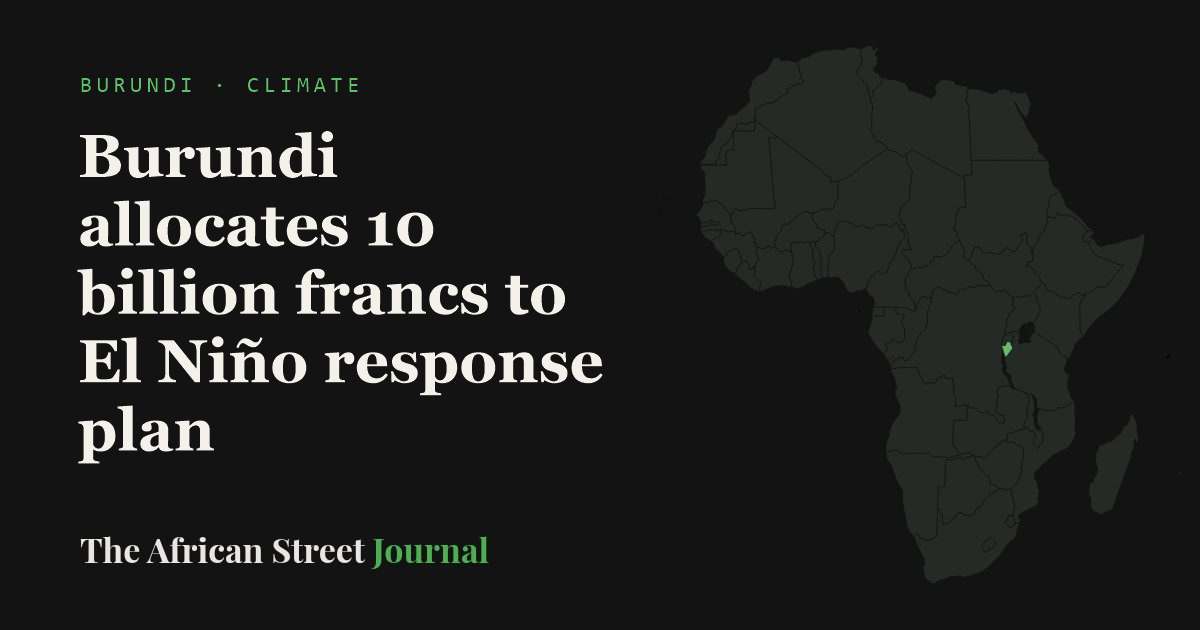 BURUNDI · CLIMATE
Burundi
allocates 10
billion francs to
El Niño response
plan
The African Street Journal